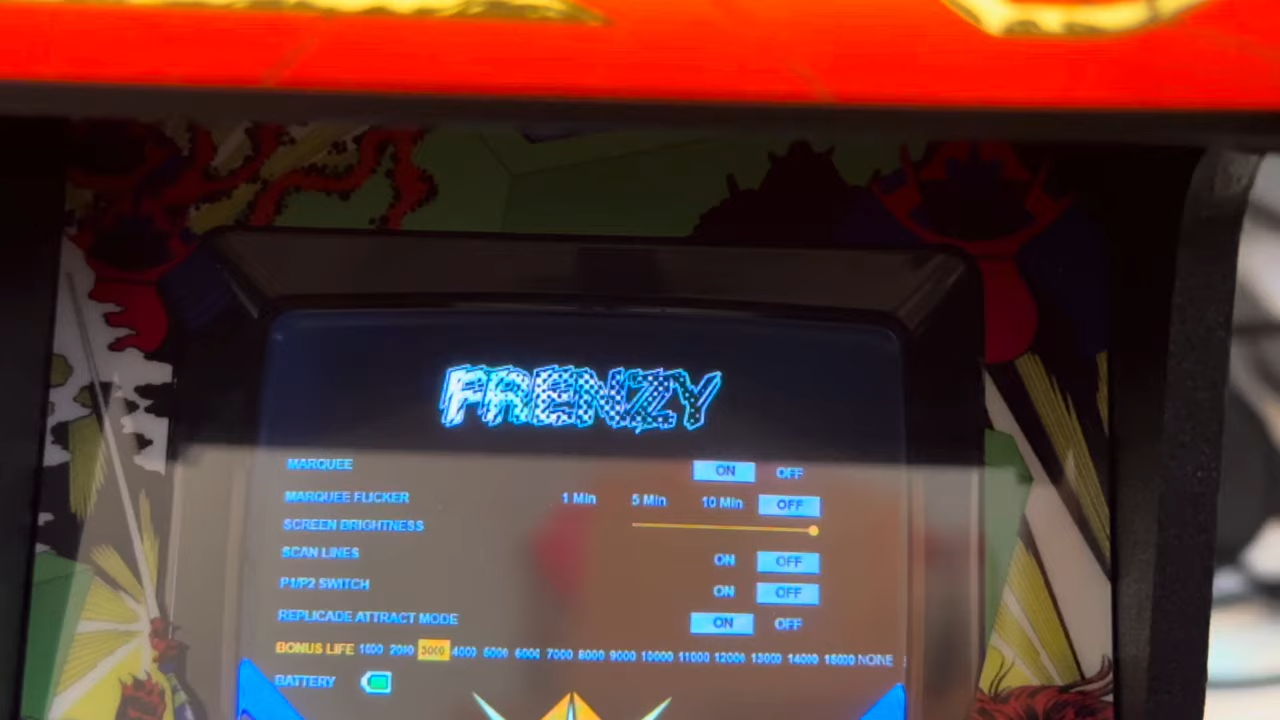 FRENZY
MARQUEE ON OFF
MARQUEE FLICKER 1 Min 5 Min 10 Min OFF
SCREEN BRIGHTNESS
SCAN LINES ON OFF
P1/P2 SWITCH ON OFF
REPLICADE ATTRACT MODE ON OFF
BONUS LIFE 1000 2000 3000 4000 5000 6000 7000 8000 9000 10000 11000 12000 13000 14000 15000 NONE
BATTERY